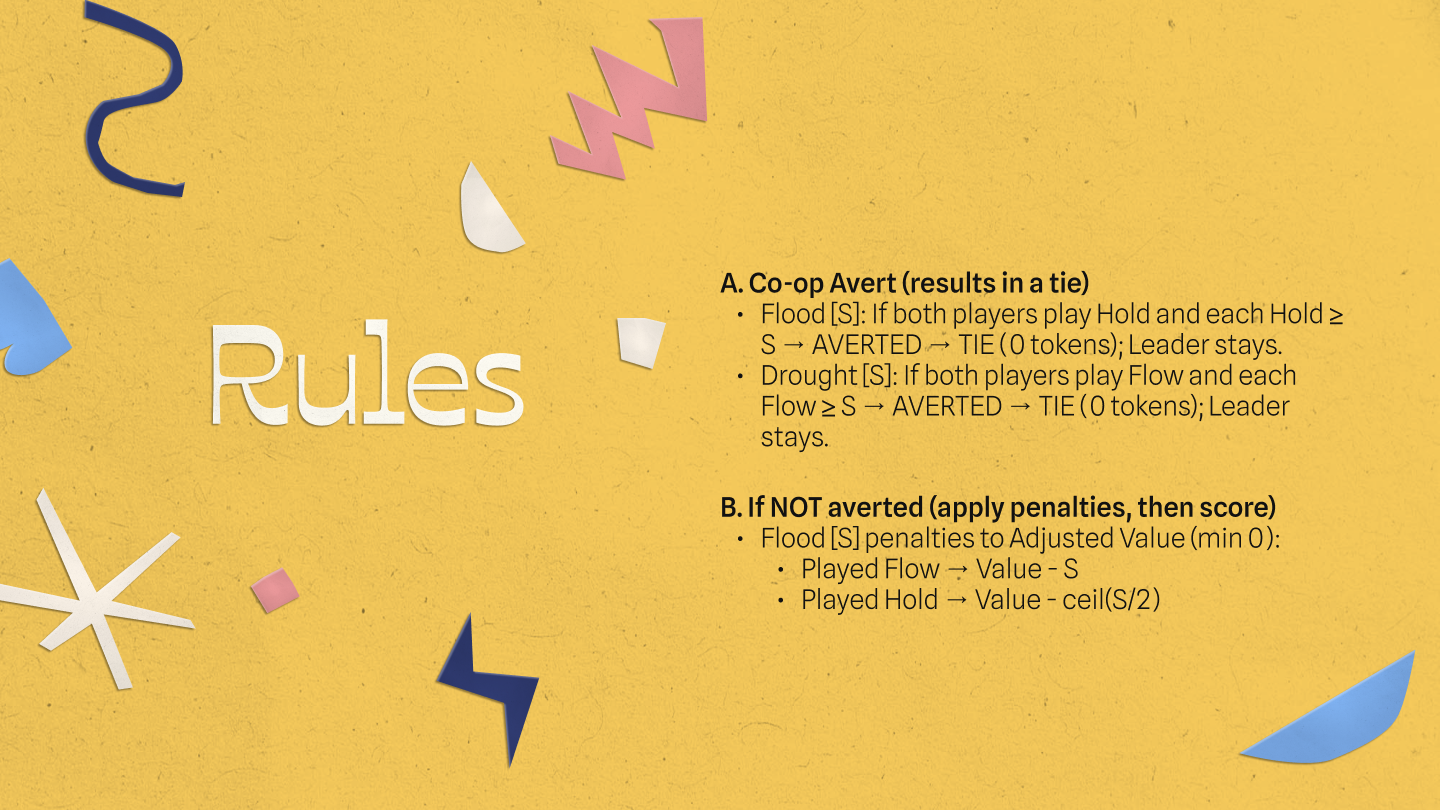 Rules
A. Co-op Avert (results in a tie)
• Flood [S]: If both players play Hold and each Hold ≥
S → AVERTED → TIE (0 tokens); Leader stays.
• Drought [S]: If both players play Flow and each
Flow ≥ S → AVERTED → TIE (0 tokens); Leader
stays.
B. If NOT averted (apply penalties, then score)
• Flood [S] penalties to Adjusted Value (min 0):
• Played Flow → Value - S
• Played Hold → Value - ceil(S/2)